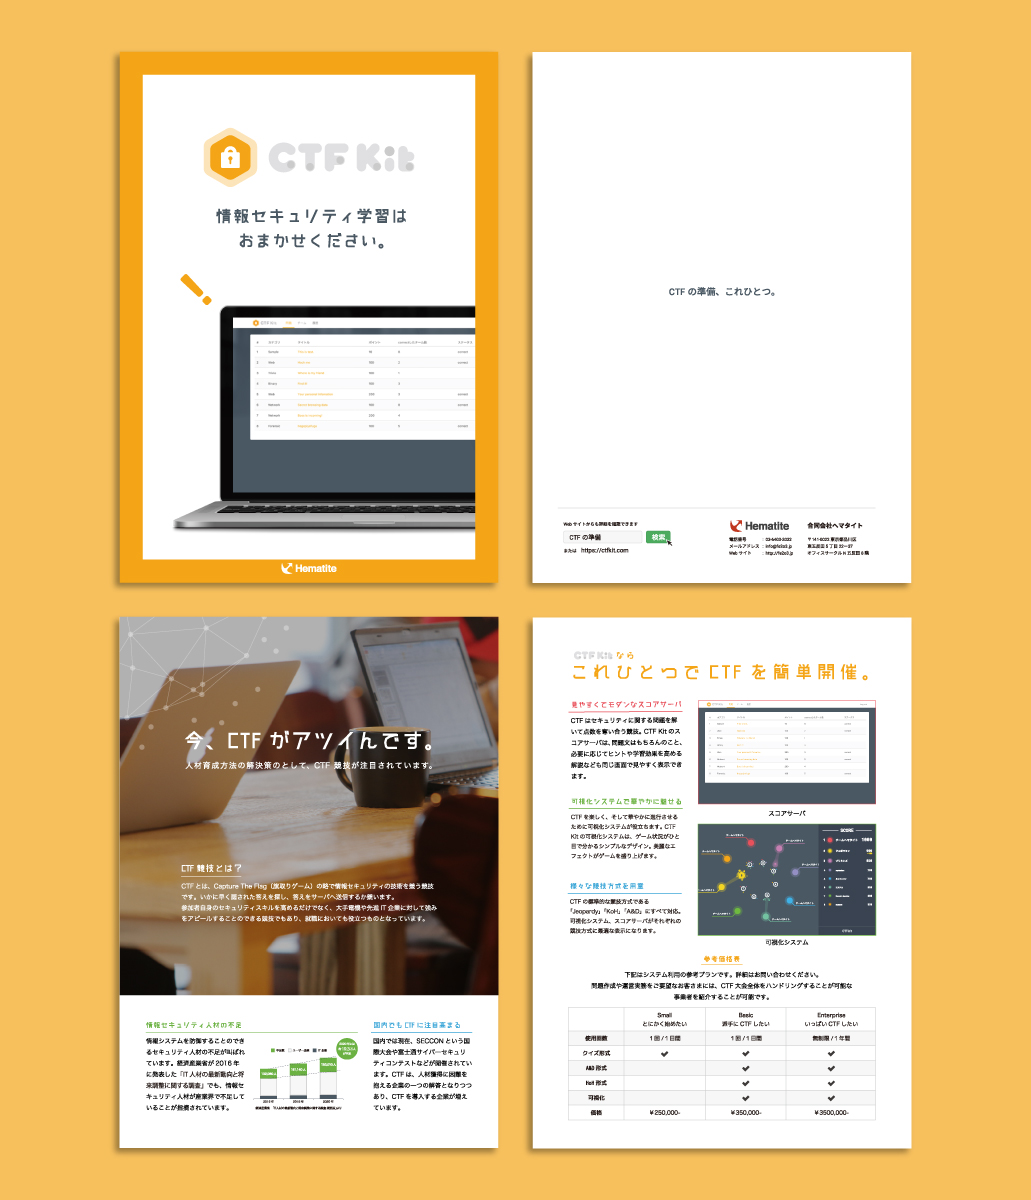 CTF Kit
情報セキュリティ学習は
おまかせください。
Hematite
CTF の準備、これひとつ。
Web サイトからも詳細を確認できます
CTF の準備
検索
または https://ctfkit.com
Hematite
合同会社ヘマタイト
電話番号
メールアドレス
Web サイト
今、CTF がアツイんです。
人材育成方法の解決策のとして、CTF 競技が注目されています。
CTF 競技とは？
CTF とは、Capture The Flag（旗取りゲーム）の略で情報セキュリティの技術を競う競技
です。いかに早く隠された答えを探し、答えをサーバへ送信するか競います。
参加者自身のセキュリティスキルを高めるだけでなく、大手電機や先進 IT 企業に対して強み
をアピールすることのできる競技でもあり、就職においても役立つものとなっています。
情報セキュリティ人材の不足
情報システムを防御することのでき
るセキュリティ人材の不足が叫ばれ
ています。経済産業省が 2016 年
に発表した「IT 人材の最新動向と将
来調整に関する調査」でも、情報セ
キュリティ人材が産業界で不足して
いることが指摘されています。
国内でも CTF に注目高まる
国内では現在、SECCON という国
際大会や富士通サイバーセキュリ
ティコンテストなどが開催されてい
ます。CTF は、人材獲得に困難を
抱える企業の一つの解答となりつつ
あり、CTF を導入する企業が増え
ています。
CTF Kit なら
これひとつで CTF を簡単開催。
見やすくてモダンなスコアサーバ
CTF はセキュリティに関する問題を解
いて点数を奪い合う競技。CTF Kit のス
コアサーバは、問題文はもちろんのこと、
必要に応じてヒントや学習効果を高める
解説なども同じ画面で見やすく表示でき
ます。
スコアサーバ
可視化システムで華やかに魅せる
CTF を楽しく、そして華やかに進行させる
ために可視化システムが役立ちます。CTF
Kit の可視化システムは、ゲーム状況がひと
目で分かるシンプルなデザイン。美麗なエ
フェクトがゲームを盛り上げます。
SCORE
可視化システム
様々な競技方式を用意
CTF の標準的な競技方式である
「Jeopardy」「KoH」「A&D」にすべて対応。
可視化システム、スコアサーバがそれぞれの
競技方式に最適な表示になります。
参考価格表
下記はシステム利用の参考プランです。詳細はお問い合わせください。
問題作成や運営実務をご要望なお客さまには、CTF 大会全体をハンドリングすることが可能な
事業者を紹介することが可能です。
Small Basic Enterprise
とにかく始めたい 派手に CTF したい いっぱい CTF したい
使用回数 1 回 / 1 日間 1 回 / 1 日間 無制限 / 1 年間
クイズ形式 ✔ ✔ ✔
A&D 形式 ✔ ✔
KoH 形式 ✔ ✔
可視化 ✔ ✔
価格 ￥250,000- ￥350,000- ￥3500,000-